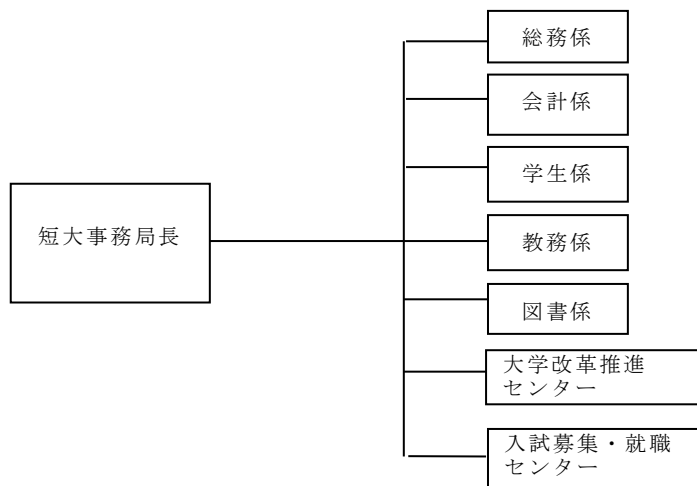 総務係
会計係
学生係
短大事務局長
教務係
図書係
大学改革推進
センター
入試募集・就職
センター